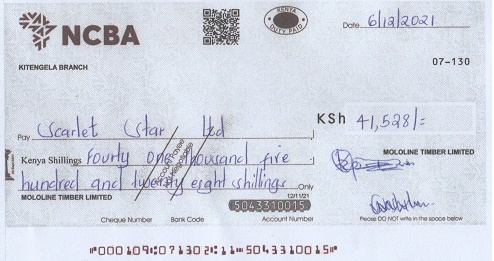 NCBA
KENYA
DUTY PAID
Date 6/12/2021
KITENGELA BRANCH
07-130
Pay Scarlet Star Ltd
KSh 41,528/=
Account Payee
Kenya Shillings Fourty One thousand five
MOLOLINE TIMBER LIMITED
hundred and twenty eight shillings Only
MOLOLINE TIMBER LIMITED
12/11/21
5043310015
Cheque Number Bank Code Account Number
Please DO NOT write in the space below
"000109:071302:11-5043310015"